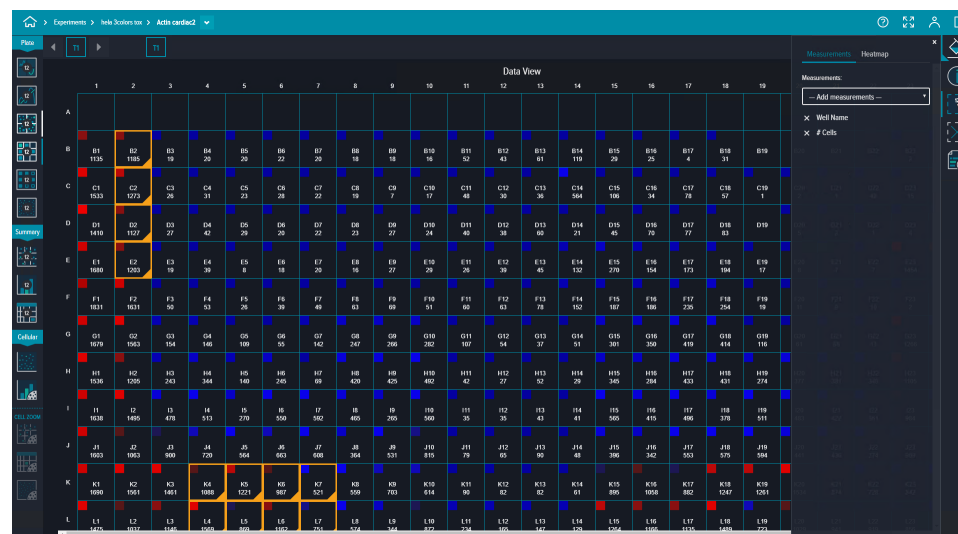 Experiments > hela 3colors tox > Actin cardiac2
Plate
T1 T1
Measurements Heatmap
Data View
Measurements:
--- Add measurements ---
Well Name
# Cells
1 2 3 4 5 6 7 8 9 10 11 12 13 14 15 16 17 18 19
A
B B1 B2 B3 B4 B5 B6 B7 B8 B9 B10 B11 B12 B13 B14 B15 B16 B17 B18 B19
1135 1185 19 20 20 22 20 18 18 16 52 43 61 119 29 25 4 31
C C1 C2 C3 C4 C5 C6 C7 C8 C9 C10 C11 C12 C13 C14 C15 C16 C17 C18 C19
1533 1273 26 31 23 28 22 19 7 17 48 30 36 564 106 34 78 57 1
D D1 D2 D3 D4 D5 D6 D7 D8 D9 D10 D11 D12 D13 D14 D15 D16 D17 D18 D19
1410 1127 27 42 29 20 22 23 27 24 40 38 60 21 45 70 77 83
Summary
E E1 E2 E3 E4 E5 E6 E7 E8 E9 E10 E11 E12 E13 E14 E15 E16 E17 E18 E19
1680 1203 19 39 8 18 20 16 27 29 26 39 45 132 270 154 173 194 17
F F1 F2 F3 F4 F5 F6 F7 F8 F9 F10 F11 F12 F13 F14 F15 F16 F17 F18 F19
1831 1631 50 53 26 39 49 63 69 51 60 63 78 152 187 186 235 254 19
Cellular
G G1 G2 G3 G4 G5 G6 G7 G8 G9 G10 G11 G12 G13 G14 G15 G16 G17 G18 G19
1679 1563 154 146 109 55 142 247 266 282 107 54 37 51 301 350 419 414 116
H H1 H2 H3 H4 H5 H6 H7 H8 H9 H10 H11 H12 H13 H14 H15 H16 H17 H18 H19
1536 1205 243 344 140 245 69 420 425 492 42 27 52 29 345 284 433 431 274
CELL ZOOM
I I1 I2 I3 I4 I5 I6 I7 I8 I9 I10 I11 I12 I13 I14 I15 I16 I17 I18 I19
1638 1495 478 513 270 550 592 465 265 560 35 35 43 41 565 415 496 378 511
J J1 J2 J3 J4 J5 J6 J7 J8 J9 J10 J11 J12 J13 J14 J15 J16 J17 J18 J19
1603 1063 900 720 564 663 608 364 531 815 79 65 90 48 396 342 553 575 594
K K1 K2 K3 K4 K5 K6 K7 K8 K9 K10 K11 K12 K13 K14 K15 K16 K17 K18 K19
1690 1561 1461 1088 1221 987 521 559 703 614 90 82 82 61 895 1058 882 1247 1261
L L1 L2 L3 L4 L5 L6 L7 L8 L9 L10 L11 L12 L13 L14 L15 L16 L17 L18 L19